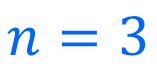 n = 3